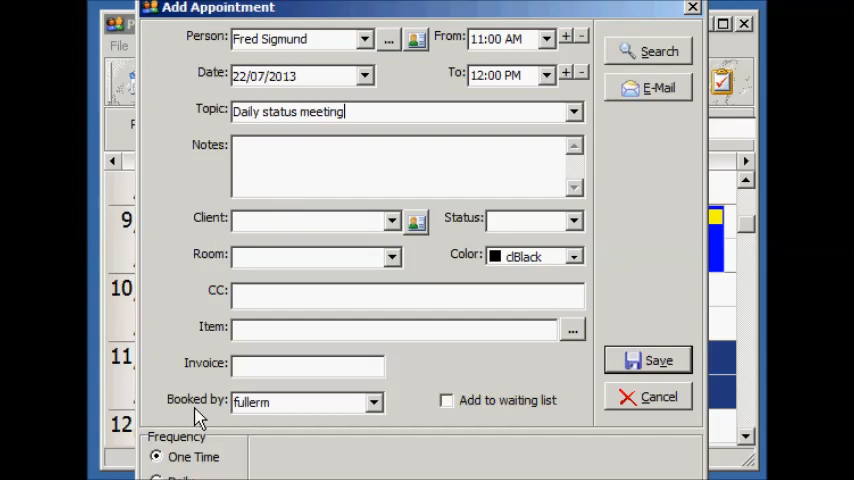 Add Appointment
P
File
Person: Fred Sigmund ... From: 11:00 AM + -
Date: 22/07/2013 To: 12:00 PM + -
Topic: Daily status meeting
Notes:
Client: Status:
Room: Color: clBlack
CC:
Item: ...
Invoice:
Booked by: fullerm Add to waiting list
Frequency
One Time
Search
E-Mail
Save
Cancel
9
10
11
12